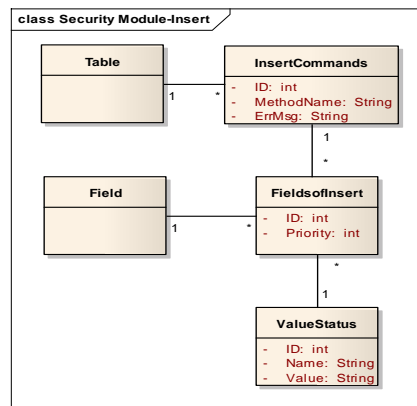 class Security Module-Insert
Table
InsertCommands
- ID: int
- MethodName: String
- ErrMsg: String
1
*
1
*
Field
FieldsofInsert
- ID: int
- Priority: int
1
*
*
1
ValueStatus
- ID: int
- Name: String
- Value: String